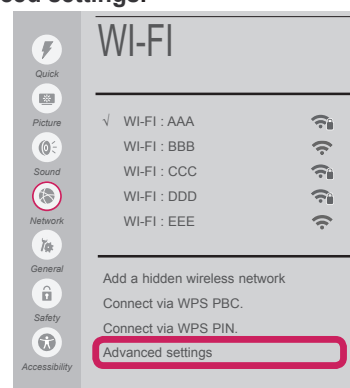 WI-FI
Quick
Picture
Sound
Network
General
Safety
Accessibility
√ WI-FI : AAA
WI-FI : BBB
WI-FI : CCC
WI-FI : DDD
WI-FI : EEE
Add a hidden wireless network
Connect via WPS PBC.
Connect via WPS PIN.
Advanced settings